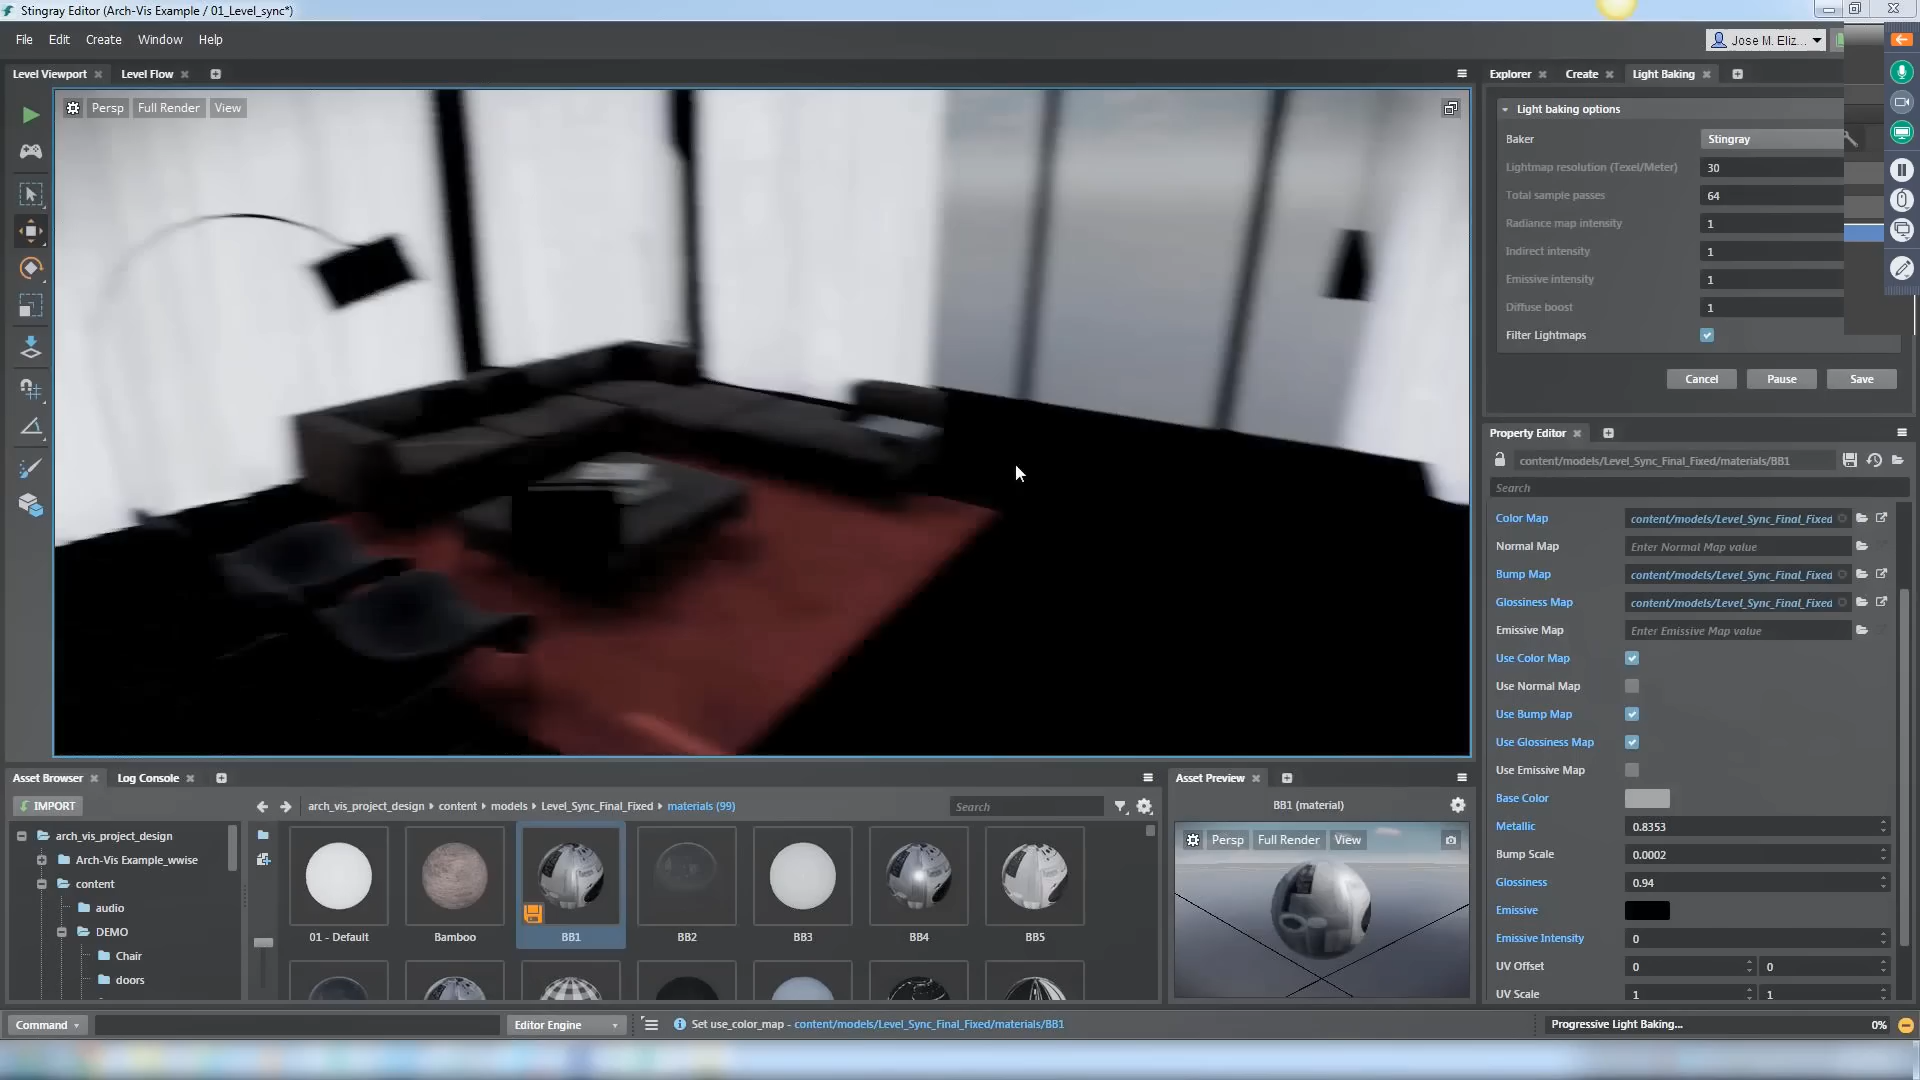 Stingray Editor (Arch-Vis Example / 01_Level_sync*)
File Edit Create Window Help
Jose M. Eliz...
Level Viewport Level Flow
Explorer Create Light Baking
Persp Full Render View
Light baking options
Baker Stingray
Lightmap resolution (Texel/Meter) 30
Total sample passes 64
Radiance map intensity 1
Indirect intensity 1
Emissive intensity 1
Diffuse boost 1
Filter Lightmaps
Cancel Pause Save
Property Editor
content/models/Level_Sync_Final_Fixed/materials/BB1
Search
Color Map content/models/Level_Sync_Final_Fixed
Normal Map Enter Normal Map value
Bump Map content/models/Level_Sync_Final_Fixed
Glossiness Map content/models/Level_Sync_Final_Fixed
Emissive Map Enter Emissive Map value
Use Color Map
Use Normal Map
Use Bump Map
Use Glossiness Map
Use Emissive Map
Base Color
Metallic 0.8353
Bump Scale 0.0002
Glossiness 0.94
Emissive
Emissive Intensity 0
UV Offset 0 0
UV Scale 1 1
Asset Browser Log Console
IMPORT
arch_vis_project_design content models Level_Sync_Final_Fixed materials (99)
Search
arch_vis_project_design
Arch-Vis Example_wwise
content
audio
DEMO
Chair
doors
01 - Default Bamboo BB1 BB2 BB3 BB4 BB5
Asset Preview
BB1 (material)
Persp Full Render View
Command
Editor Engine
Set use_color_map - content/models/Level_Sync_Final_Fixed/materials/BB1
Progressive Light Baking... 0%